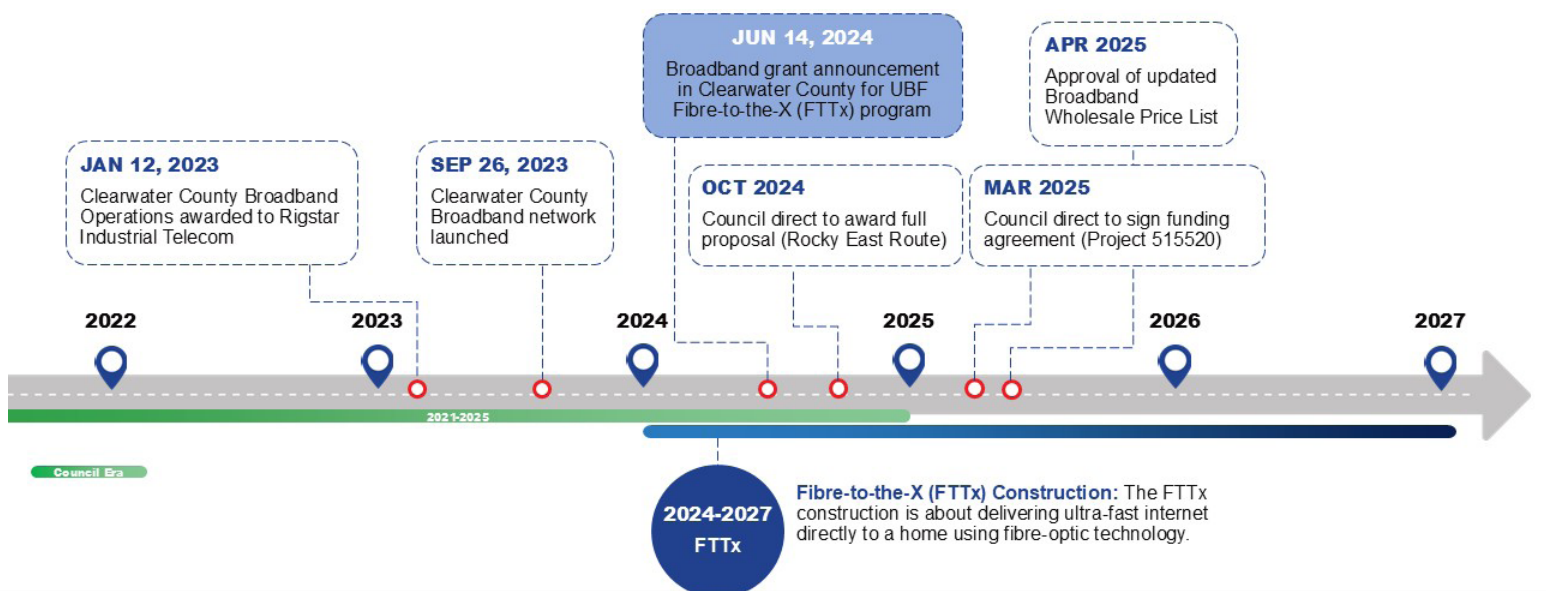 JUN 14, 2024
Broadband grant announcement
in Clearwater County for UBF
Fibre-to-the-X (FTTx) program
APR 2025
Approval of updated
Broadband
Wholesale Price List
JAN 12, 2023
Clearwater County Broadband
Operations awarded to Rigstar
Industrial Telecom
SEP 26, 2023
Clearwater County
Broadband network
launched
OCT 2024
Council direct to award full
proposal (Rocky East Route)
MAR 2025
Council direct to sign funding
agreement (Project 515520)
2022
2023
2024
2025
2026
2027
2021-2025
Council Era
2024-2027
FTTx
Fibre-to-the-X (FTTx) Construction: The FTTx
construction is about delivering ultra-fast internet
directly to a home using fibre-optic technology.